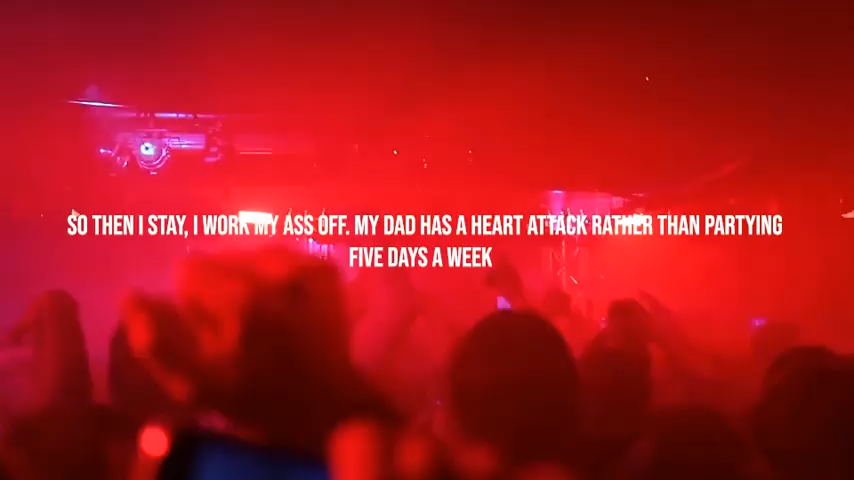 SO THEN I STAY, I WORK MY ASS OFF. MY DAD HAS A HEART ATTACK RATHER THAN PARTYING
FIVE DAYS A WEEK